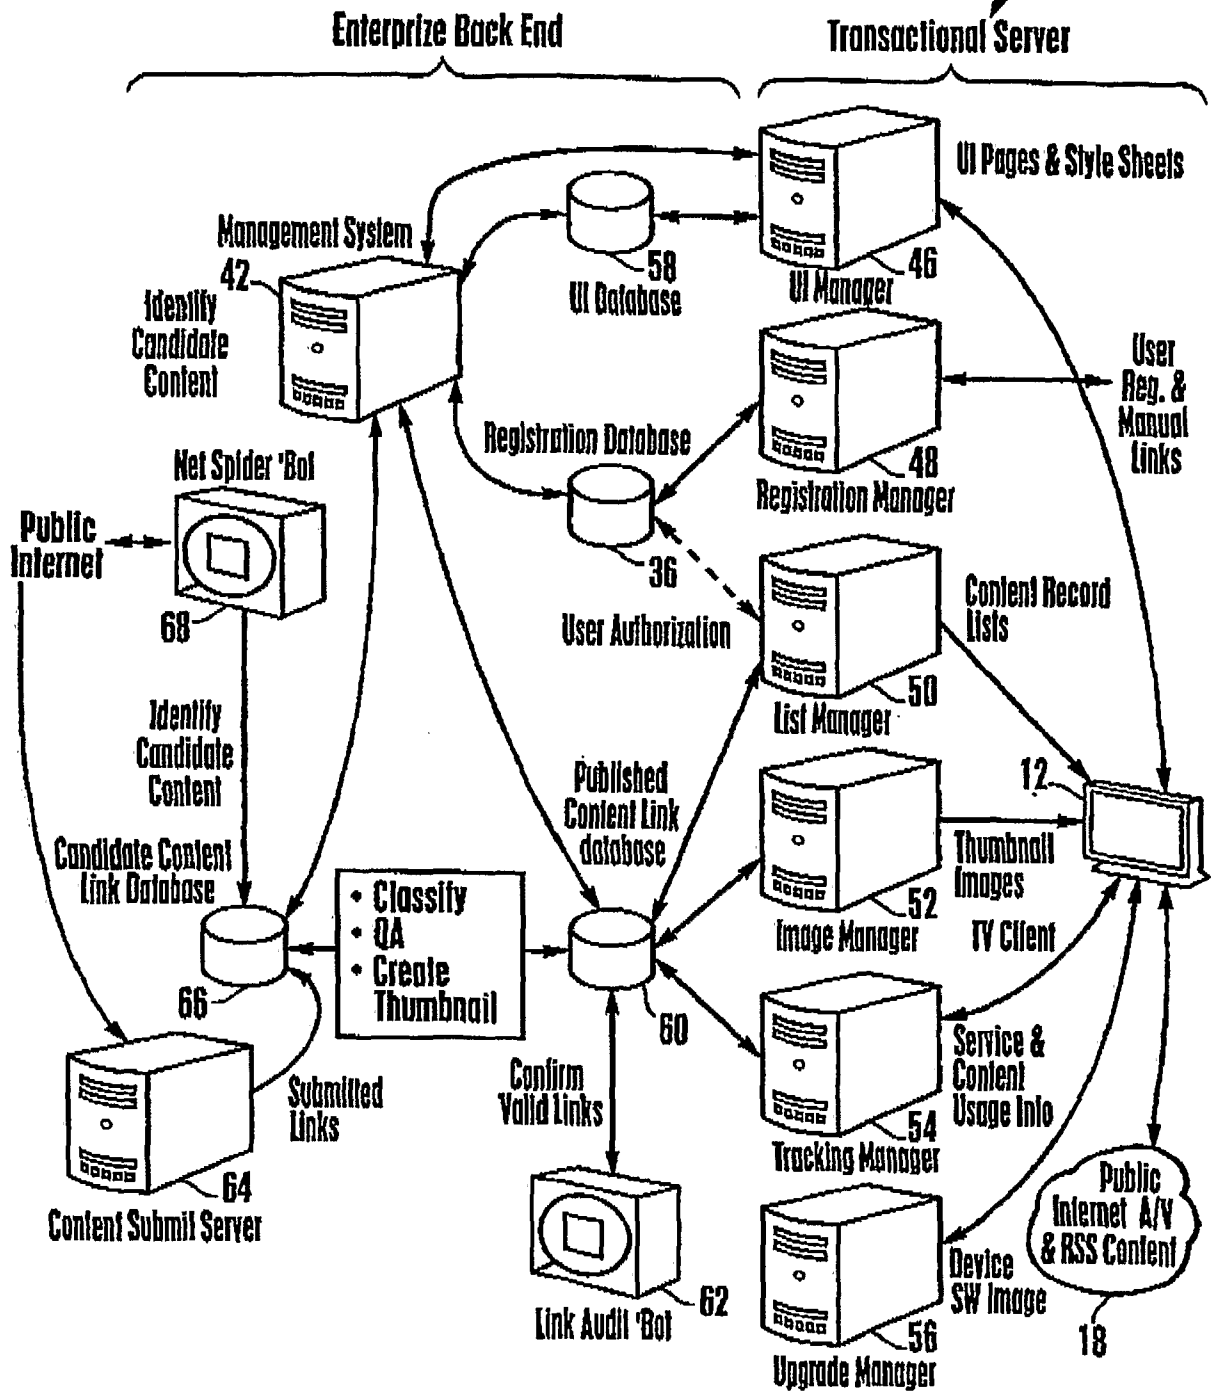 Enterprize Back End
Transactional Server
UI Pages & Style Sheets
Management System
42
58
UI Database
46
UI Manager
Identify
Candidate
Content
User
Reg. &
Manual
Links
Registration Database
48
Registration Manager
Net Spider 'Bot
Public
Internet
36
68
User Authorization
Content Record
Lists
50
List Manager
Identify
Candidate
Content
Published
Content Link
database
12
Candidate Content
Link Database
Thumbnail
Images
52
Image Manager
TV Client
• Classify
• QA
• Create
Thumbnail
66
60
Service &
Content
Usage Info
Confirm
Valid Links
Submitted
Links
54
Tracking Manager
64
Content Submit Server
Public
Internet A/V
& RSS Content
Device
SW Image
62
Link Audit 'Bot
18
56
Upgrade Manager